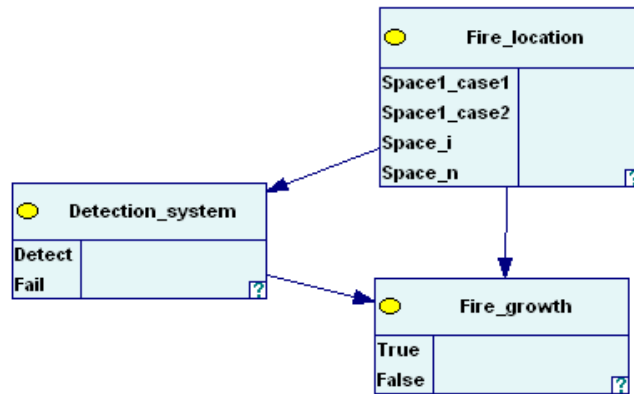 Fire_location
Space1_case1
Space1_case2
Space_i
Space_n
?
Detection_system
Detect
Fail
?
Fire_growth
True
False
?